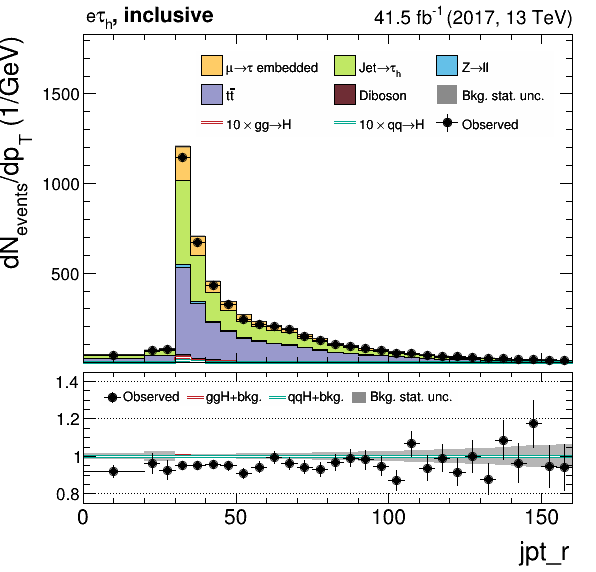 eτh, inclusive 41.5 fb-1 (2017, 13 TeV)
dNevents/dpT (1/GeV)
1500
1000
500
μ→τ embedded Jet→τh Z→ll
tt̄ Diboson Bkg. stat. unc.
10 × gg→H 10 × qq→H Observed
1.4
1.2
1
0.8
Observed ggH+bkg. qqH+bkg. Bkg. stat. unc.
0 50 100 150
jpt_r